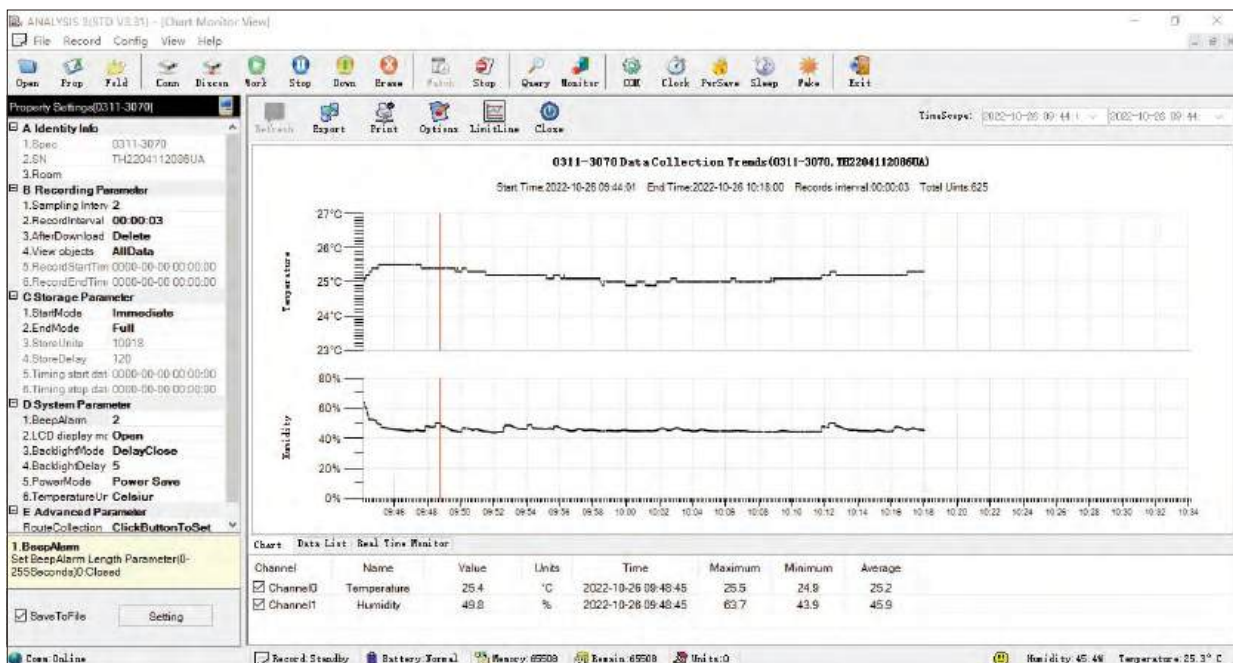 ANALYSIS 3(STD V3.31) - [Chart Monitor View]
File Record Config View Help
Open Prop Fold Conn Discon Work Stop Down Erase Stop Query Monitor COM Clock PerSave Sleep Wake Exit
Property Settings(0311-3070)
Refresh Export Print Options LimitLine Close
TimeScope: 2022-10-26 09:44: 2022-10-26 09:44:
A Identity Info
1.Spec 0311-3070
2.SN TH2204112086UA
3.Room
B Recording Parameter
1.Sampling Interv 2
2.RecordInterval 00:00:03
3.AfterDownload Delete
4.View objects AllData
5.RecordStartTim 0000-00-00 00:00:00
6.RecordEndTime 0000-00-00 00:00:00
C Storage Parameter
1.StartMode Immediate
2.EndMode Full
3.StoreUnits 10018
4.StoreDelay 120
5.Timing start dat 0000-00-00 00:00:00
6.Timing stop dat 0000-00-00 00:00:00
D System Parameter
1.BeepAlarm 2
2.LCD display mc Open
3.BacklightMode DelayClose
4.BacklightDelay 5
5.PowerMode Power Save
6.TemperatureUr Celsiur
E Advanced Parameter
RouteCollection ClickButtonToSet
1.BeepAlarm
Set BeepAlarm Length Parameter(0-
255Seconds)0:Closed
SaveToFile Setting
0311-3070 Data Collection Trends(0311-3070, TH2204112086UA)
Start Time:2022-10-26 09:44:01 End Time:2022-10-26 10:18:00 Records interval:00:00:03 Total Uints:625
Temperature
27°C
26°C
25°C
24°C
23°C
Humidity
80%
60%
40%
20%
0%
09:46 09:48 09:50 09:52 09:54 09:56 09:58 10:00 10:02 10:04 10:06 10:08 10:10 10:12 10:14 10:16 10:18 10:20 10:22 10:24 10:26 10:28 10:30 10:32 10:34
Chart Data List Real Time Monitor
Channel Name Value Units Time Maximum Minimum Average
Channel0 Temperature 25.4 °C 2022-10-26 09:48:45 25.5 24.9 25.2
Channel1 Humidity 49.8 % 2022-10-26 09:48:45 63.7 43.9 45.9
Comm:Online Record:Standby Battery:Normal Memory:65508 Remain:65508 Units:0 Humidity:45.4% Temperature:25.3° C